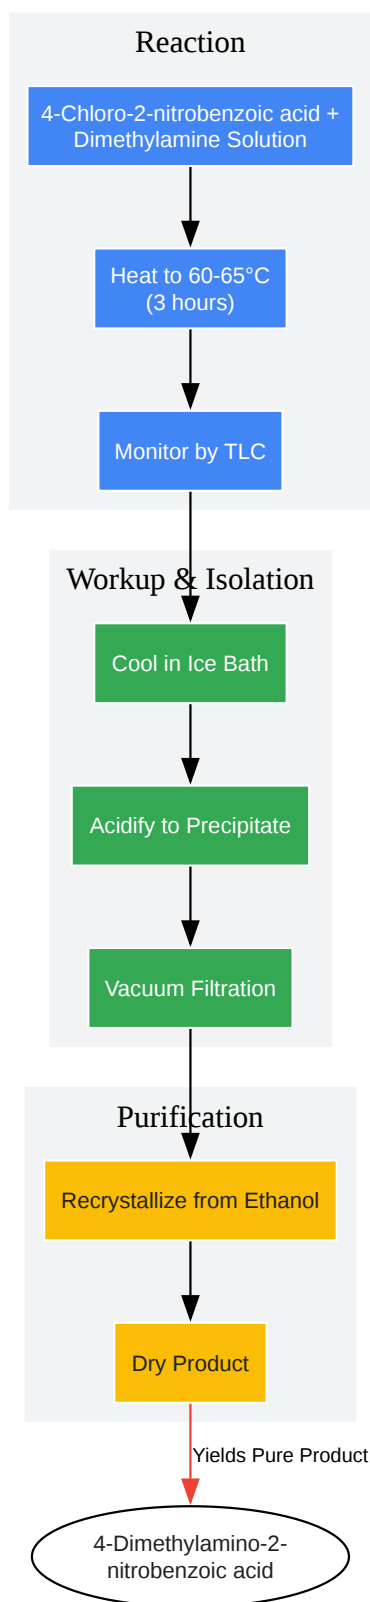 Reaction
4-Chloro-2-nitrobenzoic acid +
Dimethylamine Solution
Heat to 60-65°C
(3 hours)
Monitor by TLC
Workup & Isolation
Cool in Ice Bath
Acidify to Precipitate
Vacuum Filtration
Purification
Recrystallize from Ethanol
Dry Product
Yields Pure Product
4-Dimethylamino-2-
nitrobenzoic acid